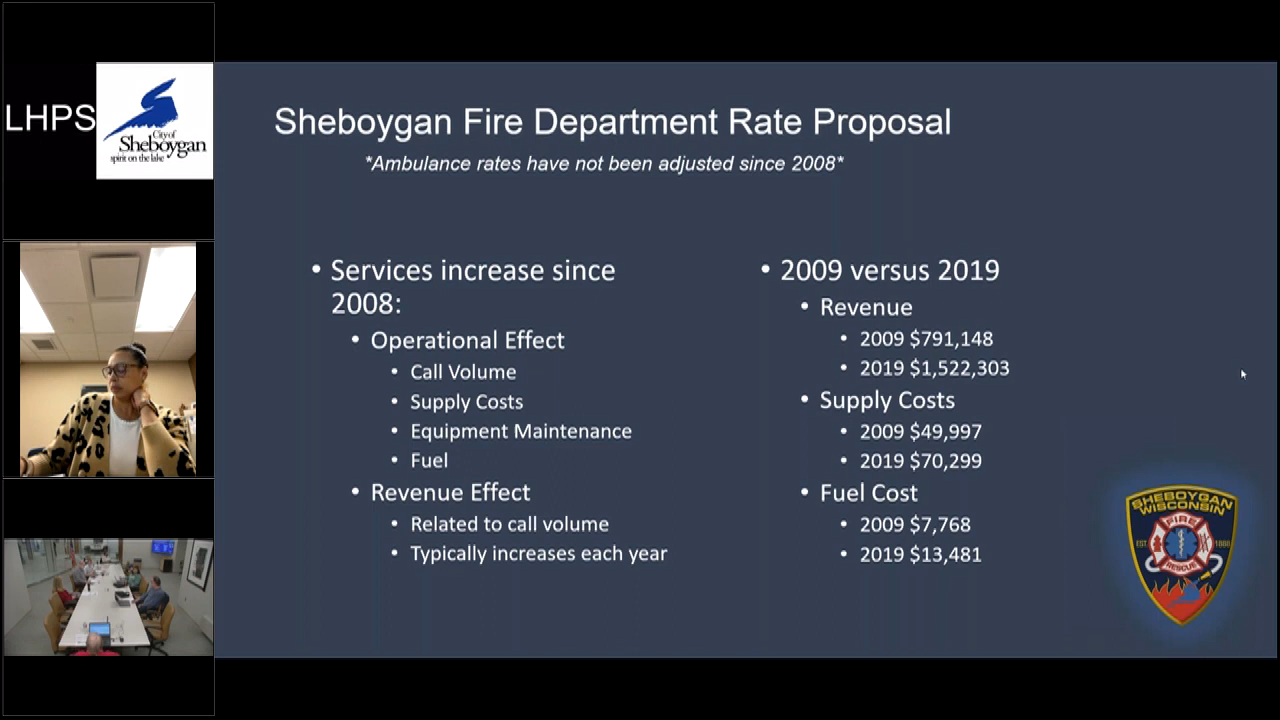 LHPS
City of
Sheboygan
spirit on the lake
Sheboygan Fire Department Rate Proposal
*Ambulance rates have not been adjusted since 2008*
• Services increase since
2008:
• Operational Effect
• Call Volume
• Supply Costs
• Equipment Maintenance
• Fuel
• Revenue Effect
• Related to call volume
• Typically increases each year
• 2009 versus 2019
• Revenue
• 2009 $791,148
• 2019 $1,522,303
• Supply Costs
• 2009 $49,997
• 2019 $70,299
• Fuel Cost
• 2009 $7,768
• 2019 $13,481
SHEBOYGAN
WISCONSIN
FIRE
EST. 1888
RESCUE